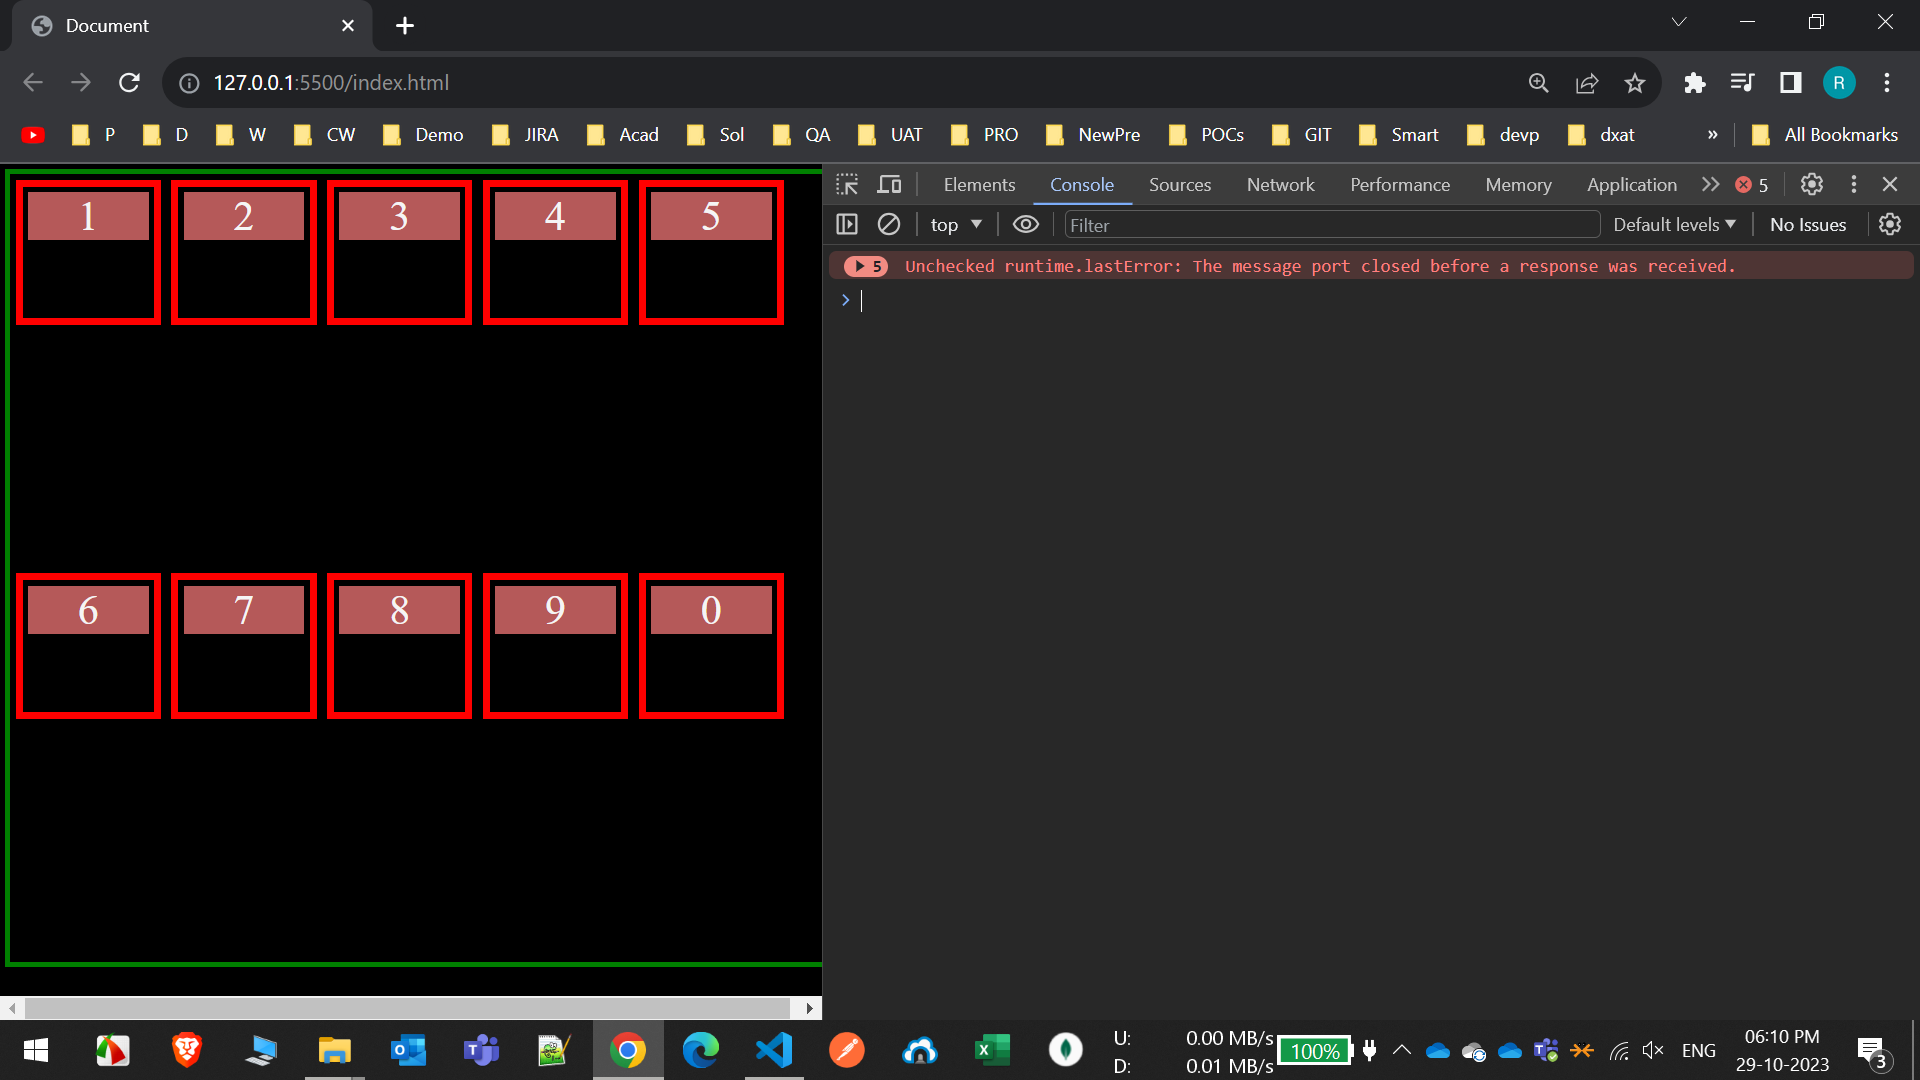 Document
127.0.0.1:5500/index.html
R
P D W CW Demo JIRA Acad Sol QA UAT PRO NewPre POCs GIT Smart devp dxat » All Bookmarks
Elements Console Sources Network Performance Memory Application 5
top Filter Default levels No Issues
5 Unchecked runtime.lastError: The message port closed before a response was received.
1 2 3 4 5
6 7 8 9 0
U: 0.00 MB/s
D: 0.01 MB/s
100%
ENG
06:10 PM
29-10-2023
3